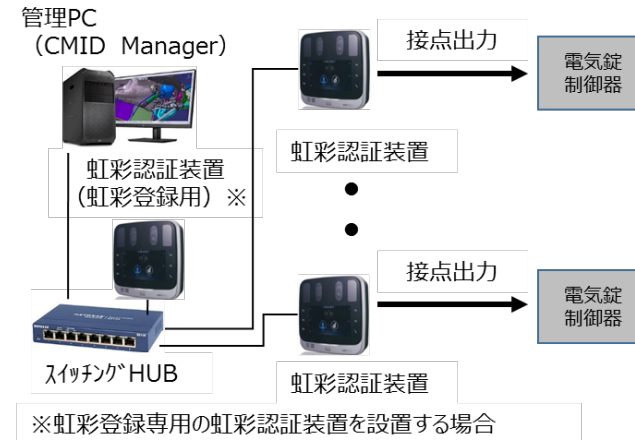 管理PC
（CMID Manager）
接点出力
電気錠
制御器
虹彩認証装置
（虹彩登録用）※
虹彩認証装置
接点出力
電気錠
制御器
ｽｲｯﾁﾝｸﾞHUB
虹彩認証装置
※虹彩登録専用の虹彩認証装置を設置する場合